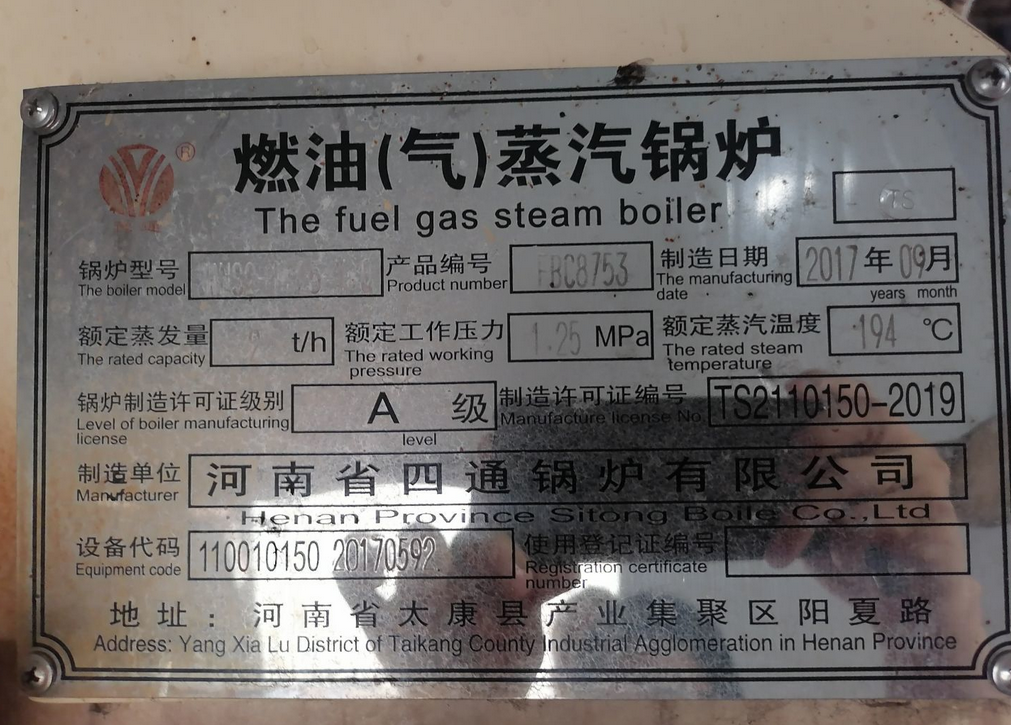 燃油(气)蒸汽锅炉
The fuel gas steam boiler
TS
锅炉型号 产品编号 BC8753 制造日期 2017年09月
The boiler model Product number The manufacturing date years month
额定蒸发量 2 t/h 额定工作压力 1.25 MPa 额定蒸汽温度 194 ℃
The rated capacity The rated working pressure The rated steam temperature
锅炉制造许可证级别 A 级 制造许可证编号 TS2110150-2019
Level of boiler manufacturing license level Manufacture license No.
制造单位 河南省四通锅炉有限公司
Manufacturer Henan Province Sitong Boile Co.,Ltd
设备代码 110010150 20170592 使用登记证编号
Equipment code Registration certificate number
地址:河南省太康县产业集聚区阳夏路
Address: Yang Xia Lu District of Taikang County Industrial Agglomeration in Henan Province